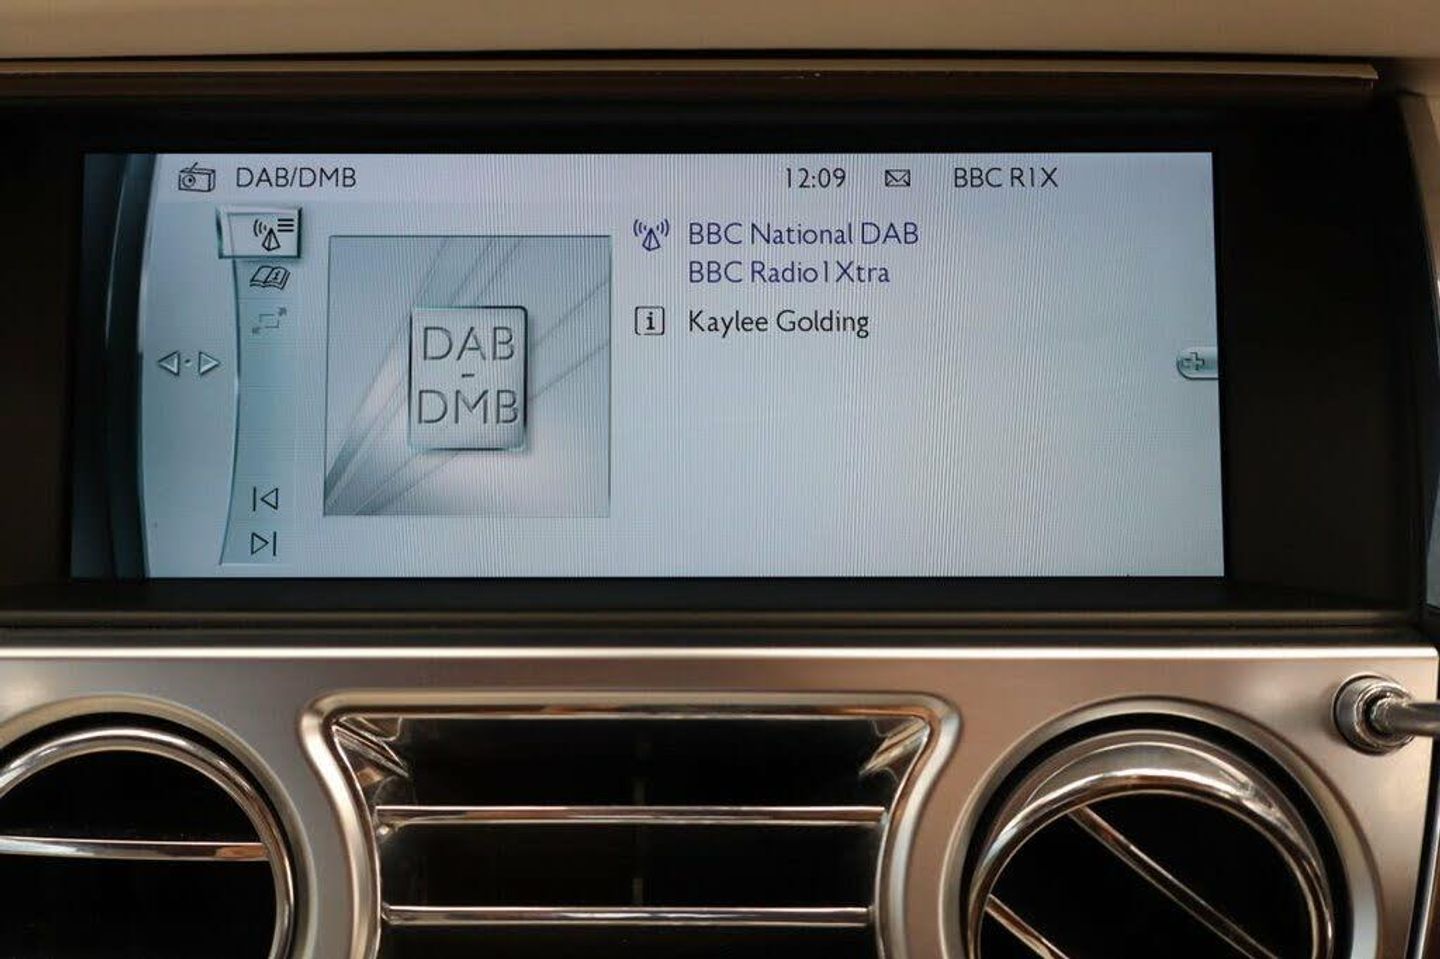 DAB/DMB 12:09 BBC R1X
BBC National DAB
BBC Radio1Xtra
Kaylee Golding
DAB
-
DMB